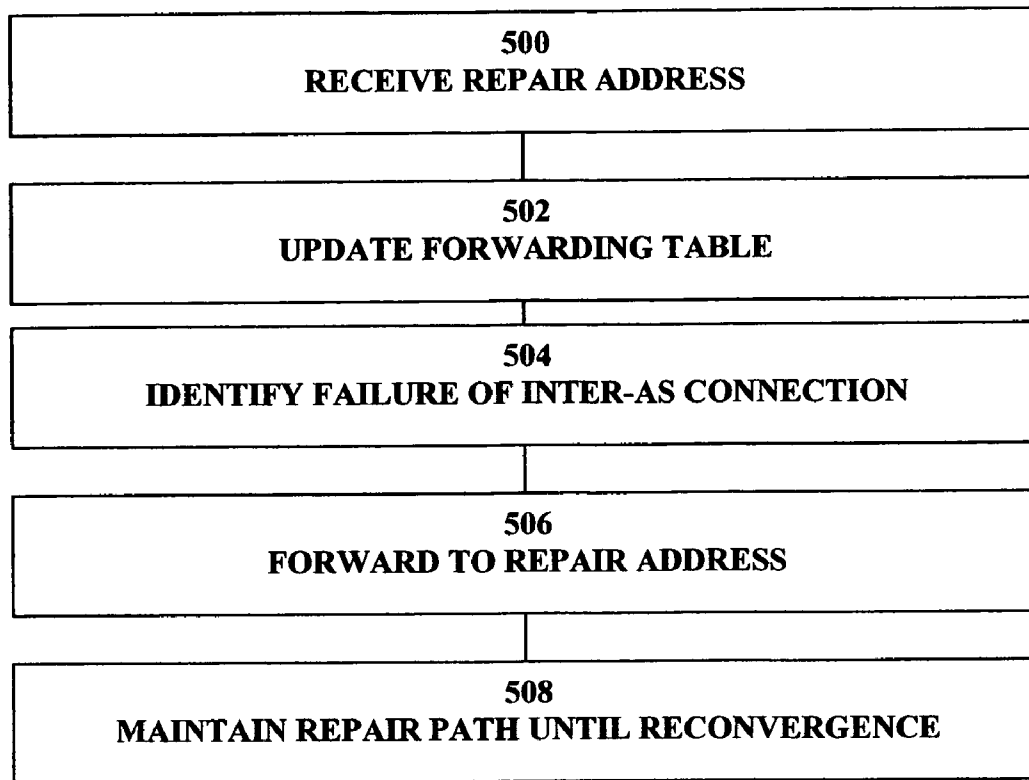 500
RECEIVE REPAIR ADDRESS
502
UPDATE FORWARDING TABLE
504
IDENTIFY FAILURE OF INTER-AS CONNECTION
506
FORWARD TO REPAIR ADDRESS
508
MAINTAIN REPAIR PATH UNTIL RECONVERGENCE